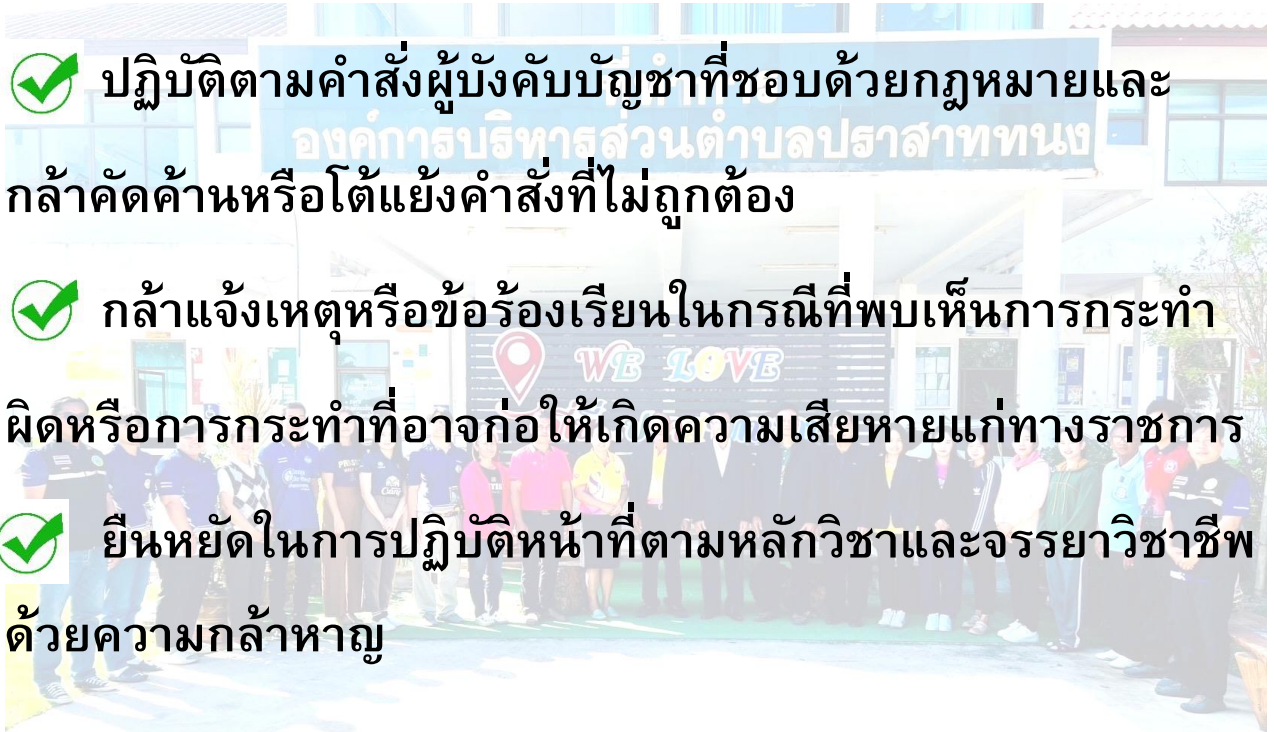 ปฏิบัติตามคำสั่งผู้บังคับบัญชาที่ชอบด้วยกฎหมายและ
ที่ทำการ
องค์การบริหารส่วนตำบลปราสาททนง
กล้าคัดค้านหรือโต้แย้งคำสั่งที่ไม่ถูกต้อง
กล้าแจ้งเหตุหรือข้อร้องเรียนในกรณีที่พบเห็นการกระทำ
WE LOVE
ผิดหรือการกระทำที่อาจก่อให้เกิดความเสียหายแก่ทางราชการ
ยืนหยัดในการปฏิบัติหน้าที่ตามหลักวิชาและจรรยาวิชาชีพ
ด้วยความกล้าหาญ